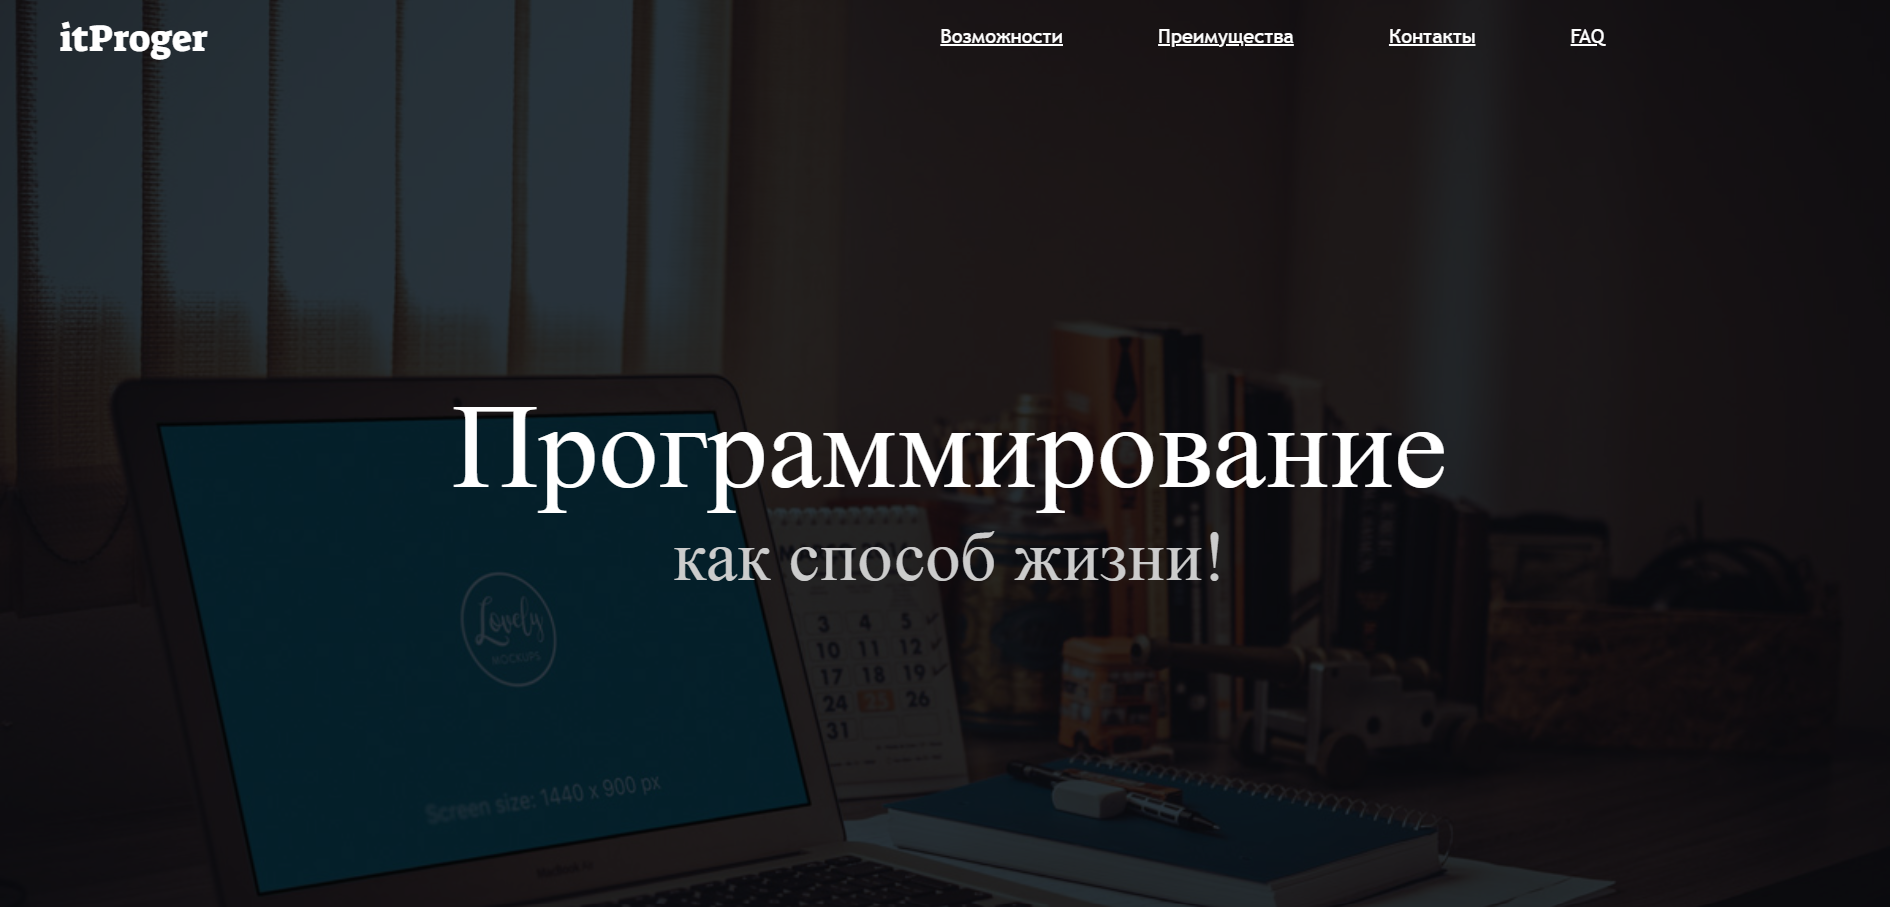 itProger
Возможности Преимущества Контакты FAQ
Программирование
как способ жизни!
Lovely
MOCKUPS
3 4 5
10 11 12
17 18 19
24 25 26
31
Screen size: 1440 x 900 px